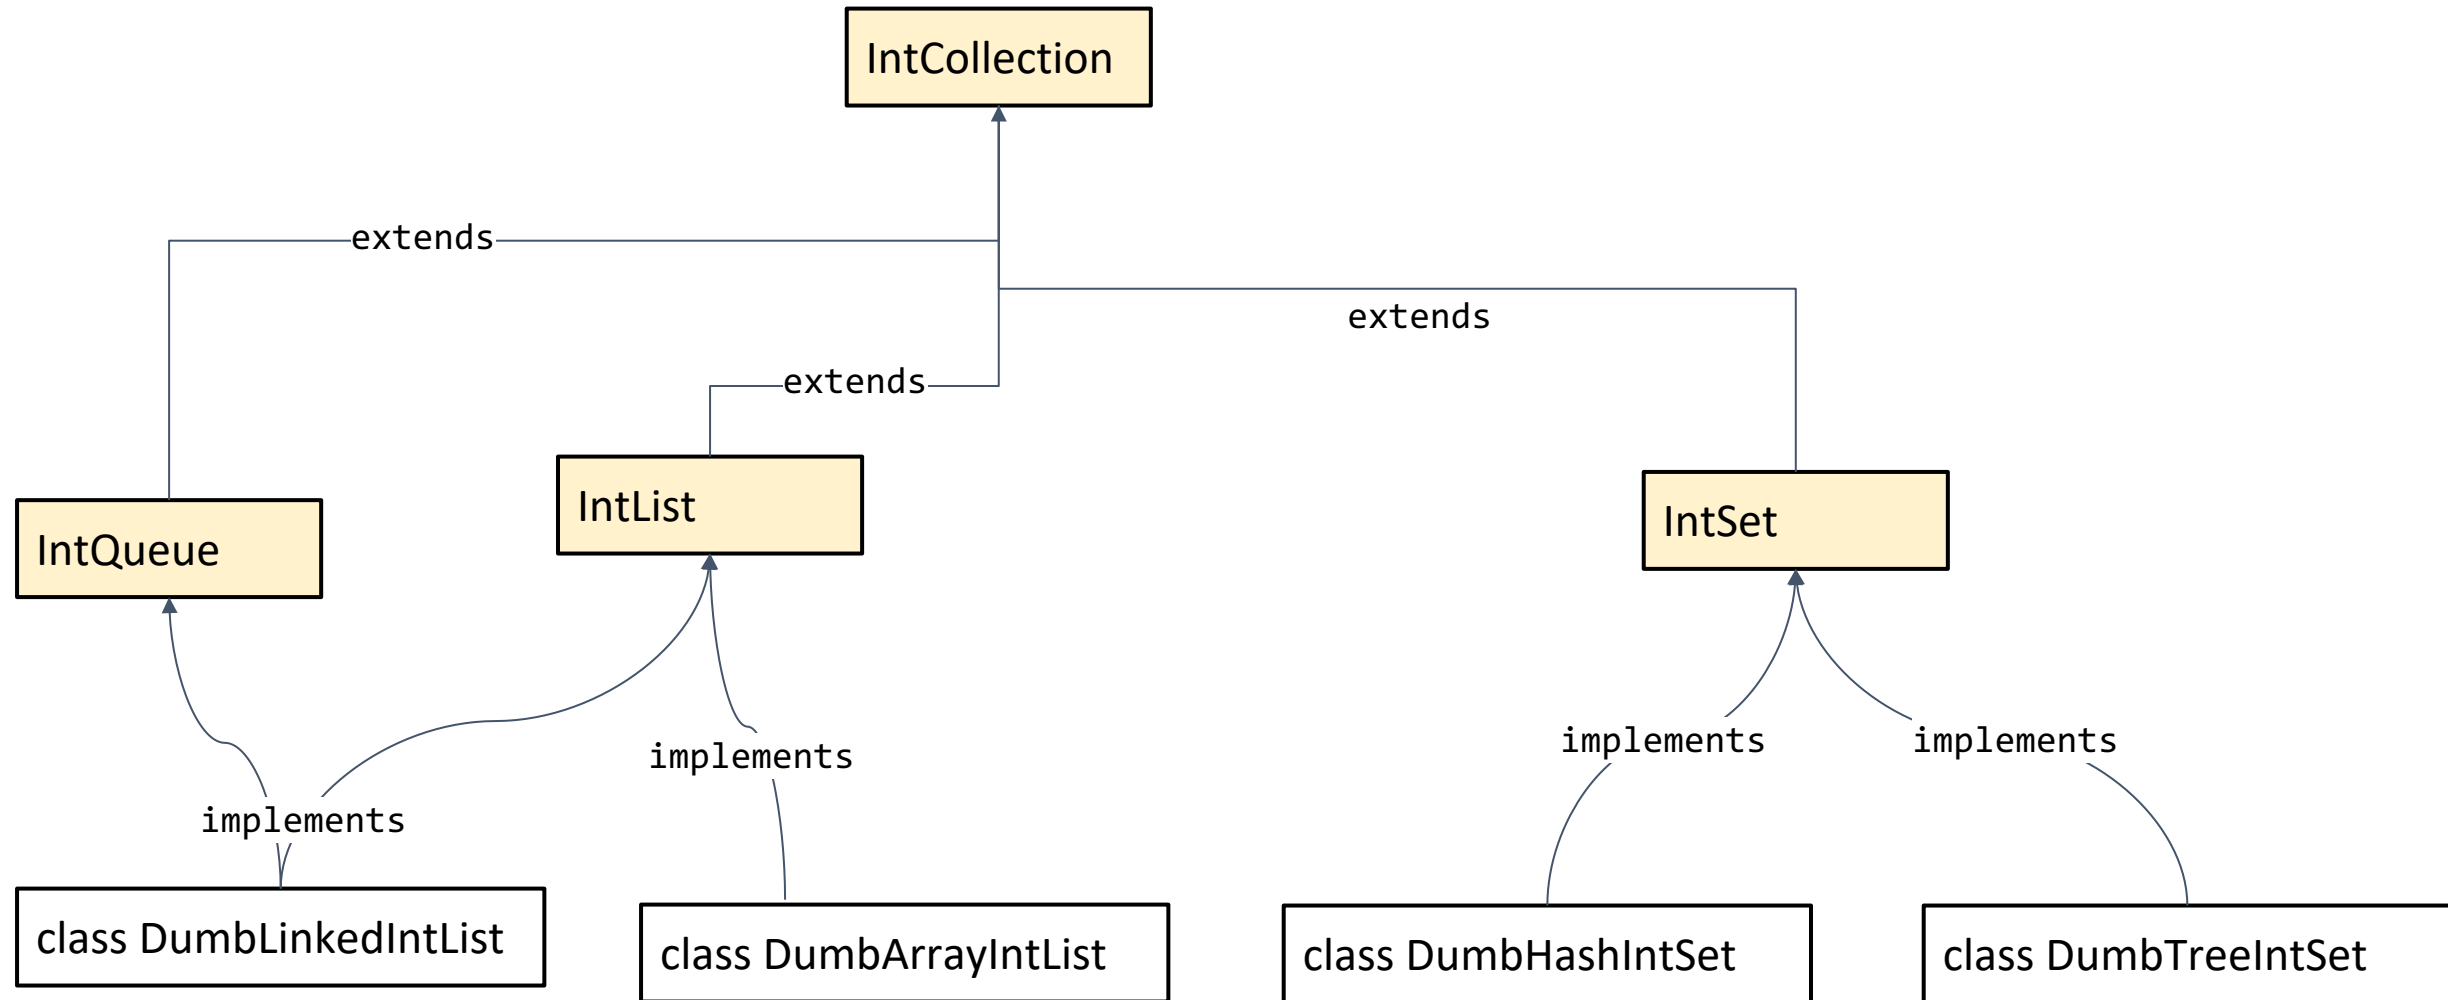 IntCollection
extends
extends
extends
IntList
IntSet
IntQueue
implements
implements
implements
implements
class DumbLinkedIntList
class DumbArrayIntList
class DumbHashIntSet
class DumbTreeIntSet